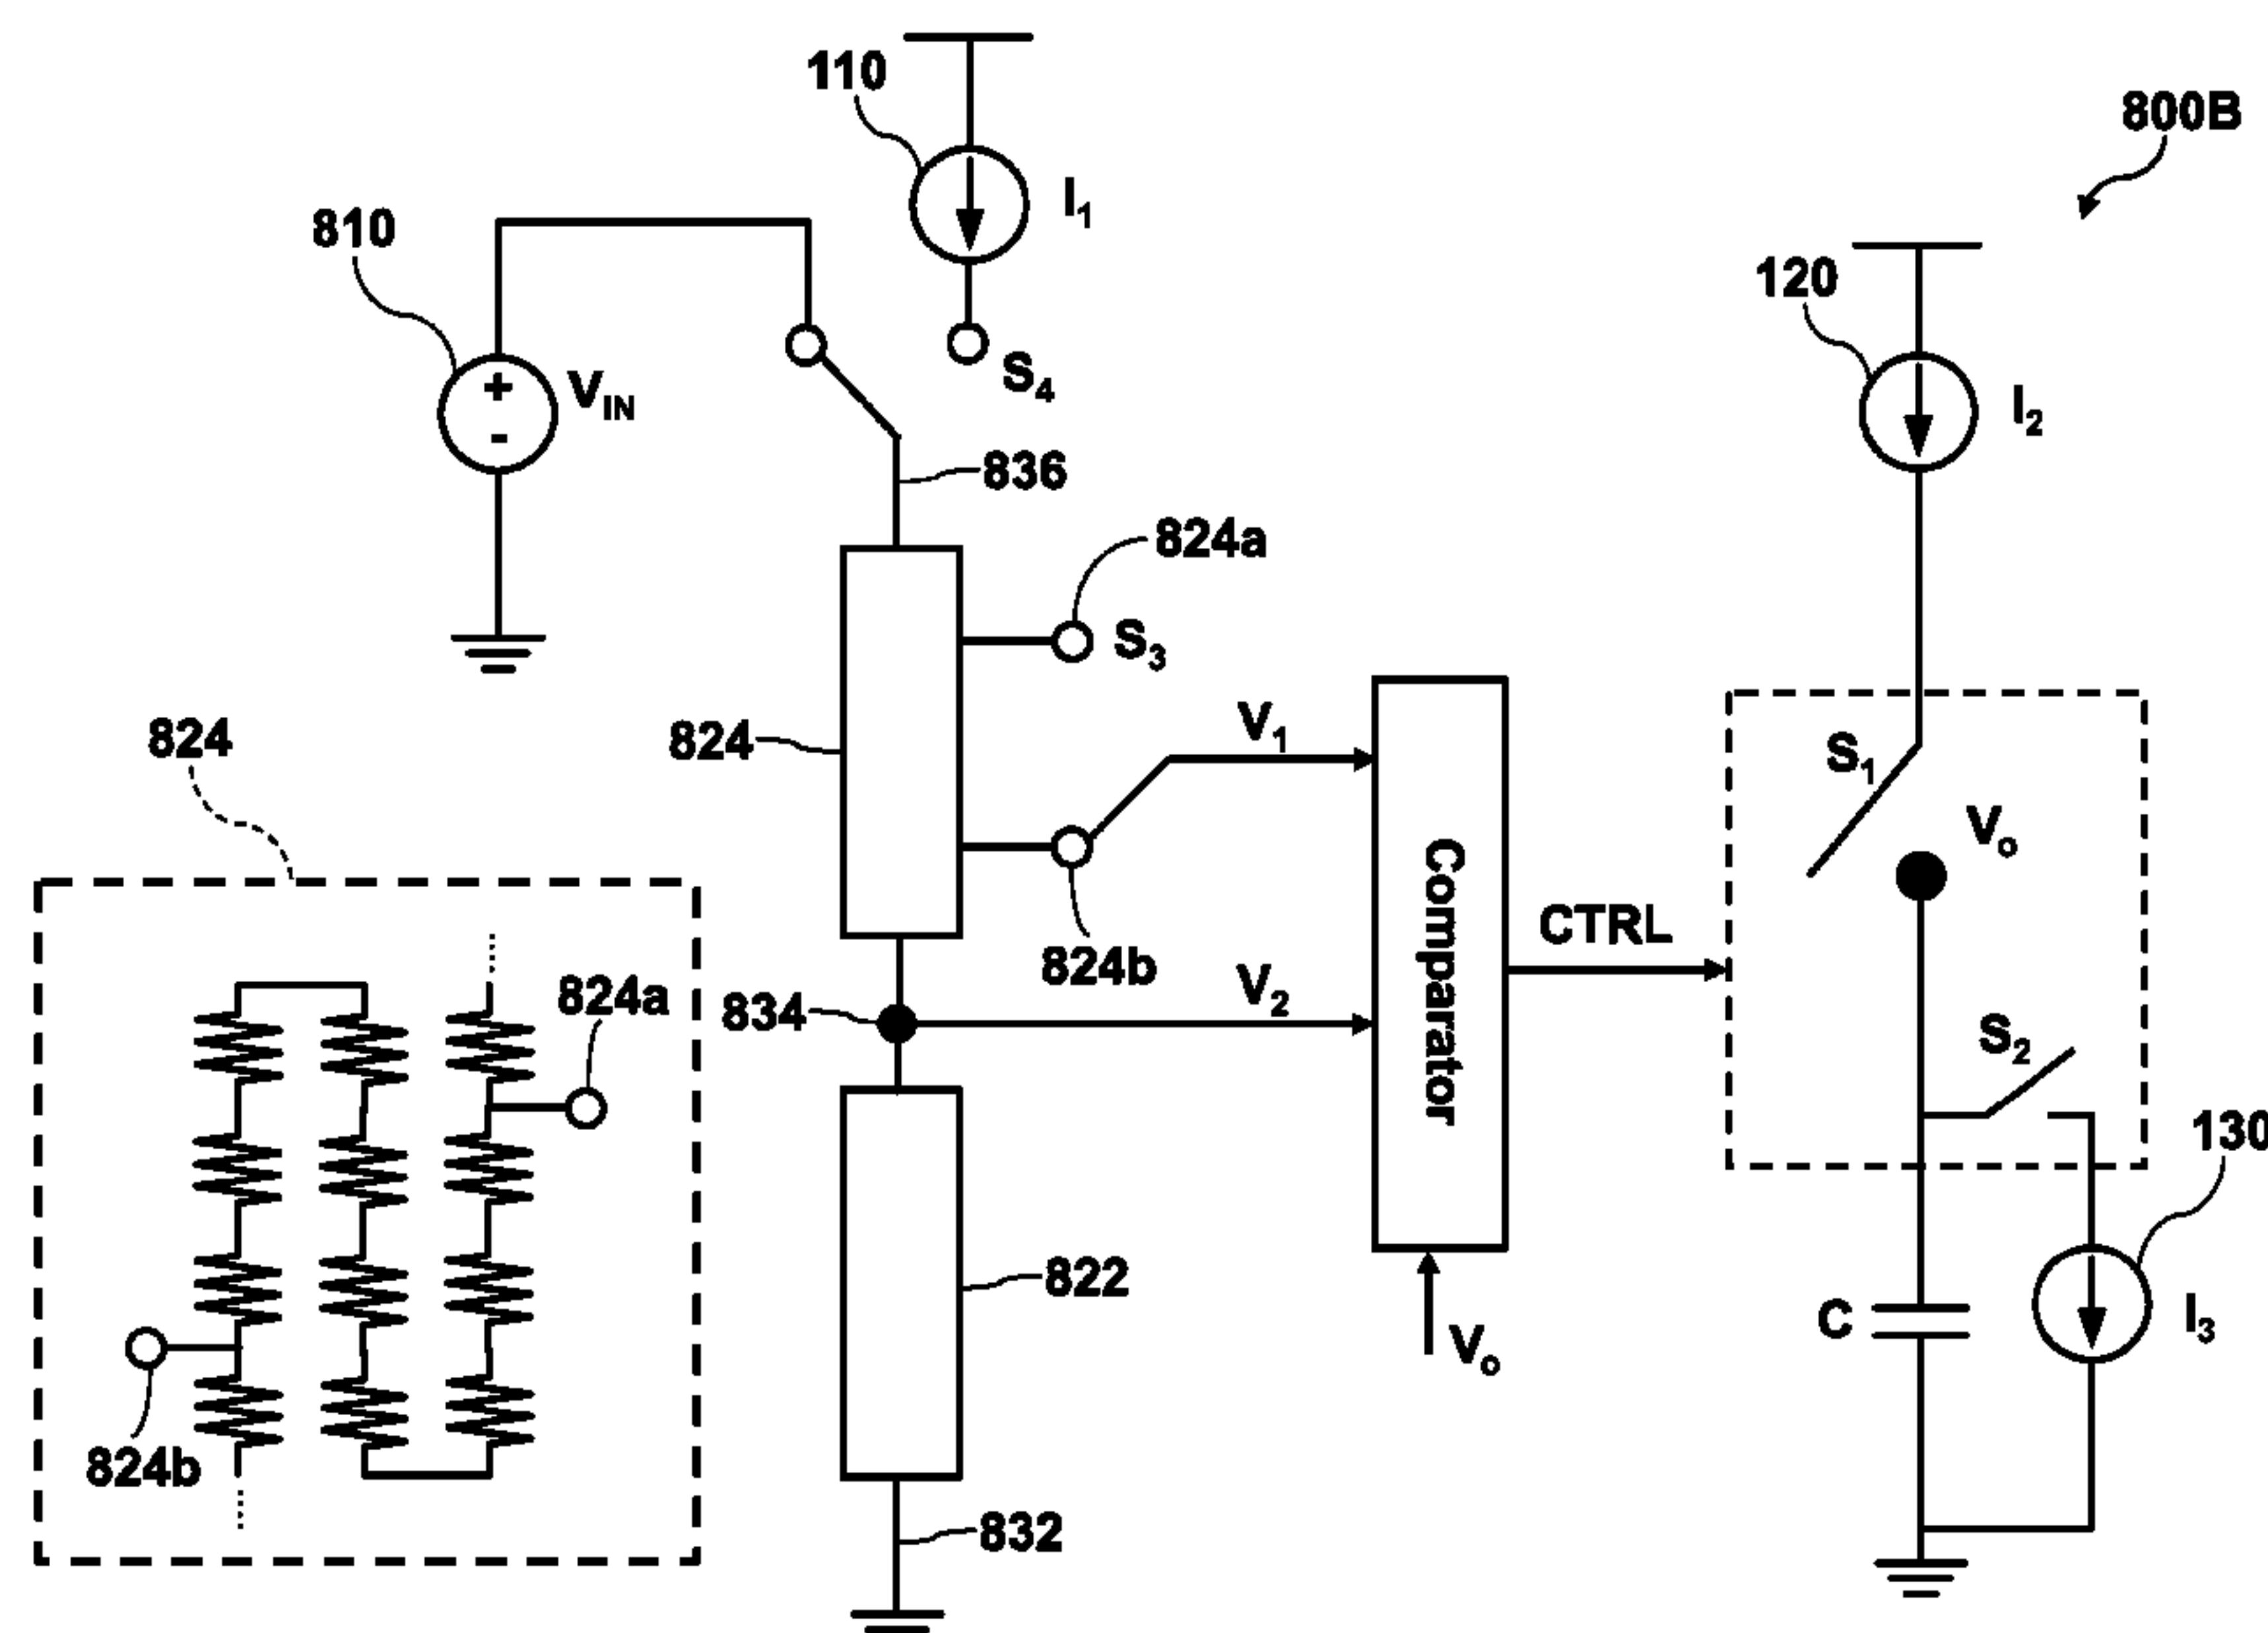 110
I1
800B
810
VIN
S4
120
I2
836
824a
S3
824
824
V1
S1
Vo
824b
Comparator
CTRL
V2
834
824a
S2
130
822
C
I3
Vo
824b
832
+
-